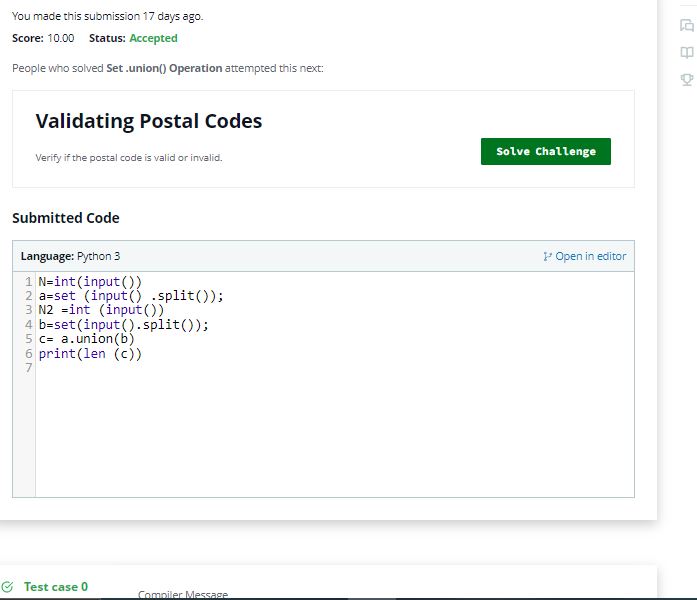 You made this submission 17 days ago.
Score: 10.00 Status: Accepted
People who solved Set .union() Operation attempted this next:
Validating Postal Codes
Verify if the postal code is valid or invalid.
Solve Challenge
Submitted Code
Language: Python 3
Open in editor
1 N=int(input())
2 a=set (input() .split());
3 N2 =int (input())
4 b=set(input().split());
5 c= a.union(b)
6 print(len (c))
7
Test case 0
Compiler Message